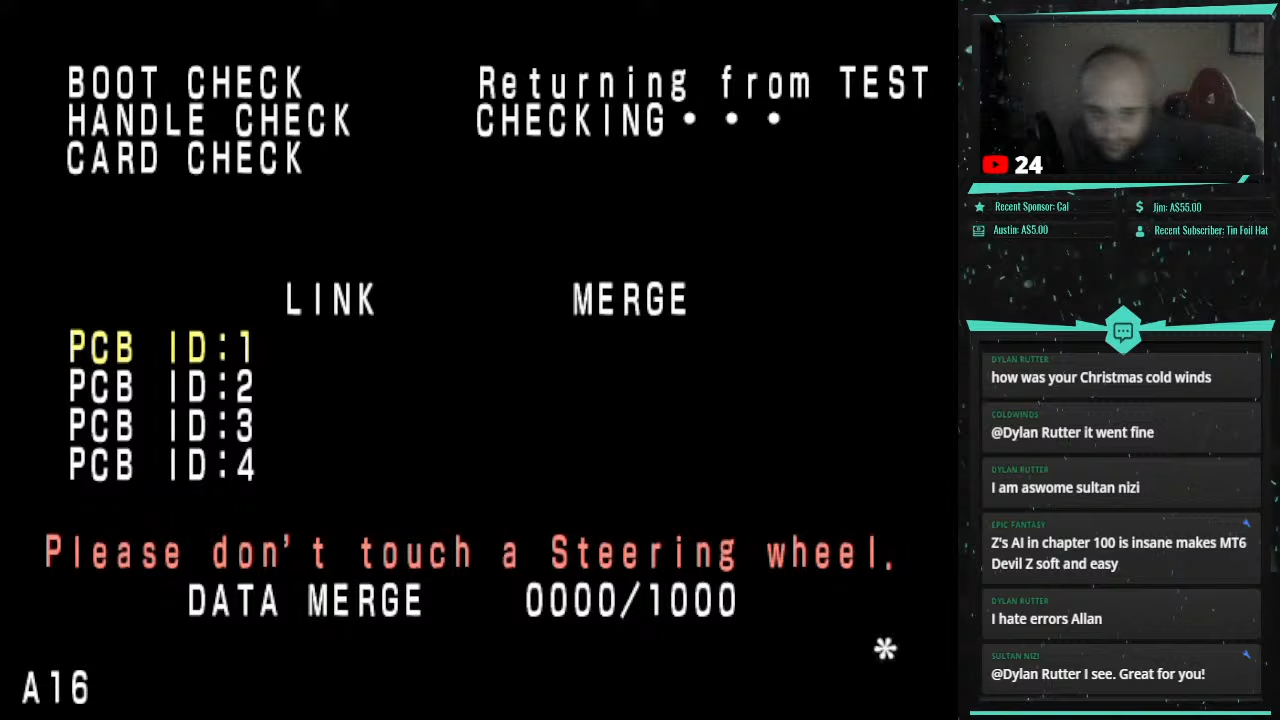 BOOT CHECK Returning from TEST
HANDLE CHECK CHECKING・・・
CARD CHECK
LINK MERGE
PCB ID:1
PCB ID:2
PCB ID:3
PCB ID:4
Please don't touch a Steering wheel.
DATA MERGE 0000/1000
*
A16
24
Recent Sponsor: Cal
Jim: A$55.00
Austin: A$5.00
Recent Subscriber: Tin Foil Hat
DYLAN RUTTER
how was your Christmas cold winds
COLDWINDS
@Dylan Rutter it went fine
DYLAN RUTTER
I am aswome sultan nizi
EPIC FANTASY
Z's AI in chapter 100 is insane makes MT6
Devil Z soft and easy
DYLAN RUTTER
I hate errors Allan
SULTAN NIZI
@Dylan Rutter I see. Great for you!